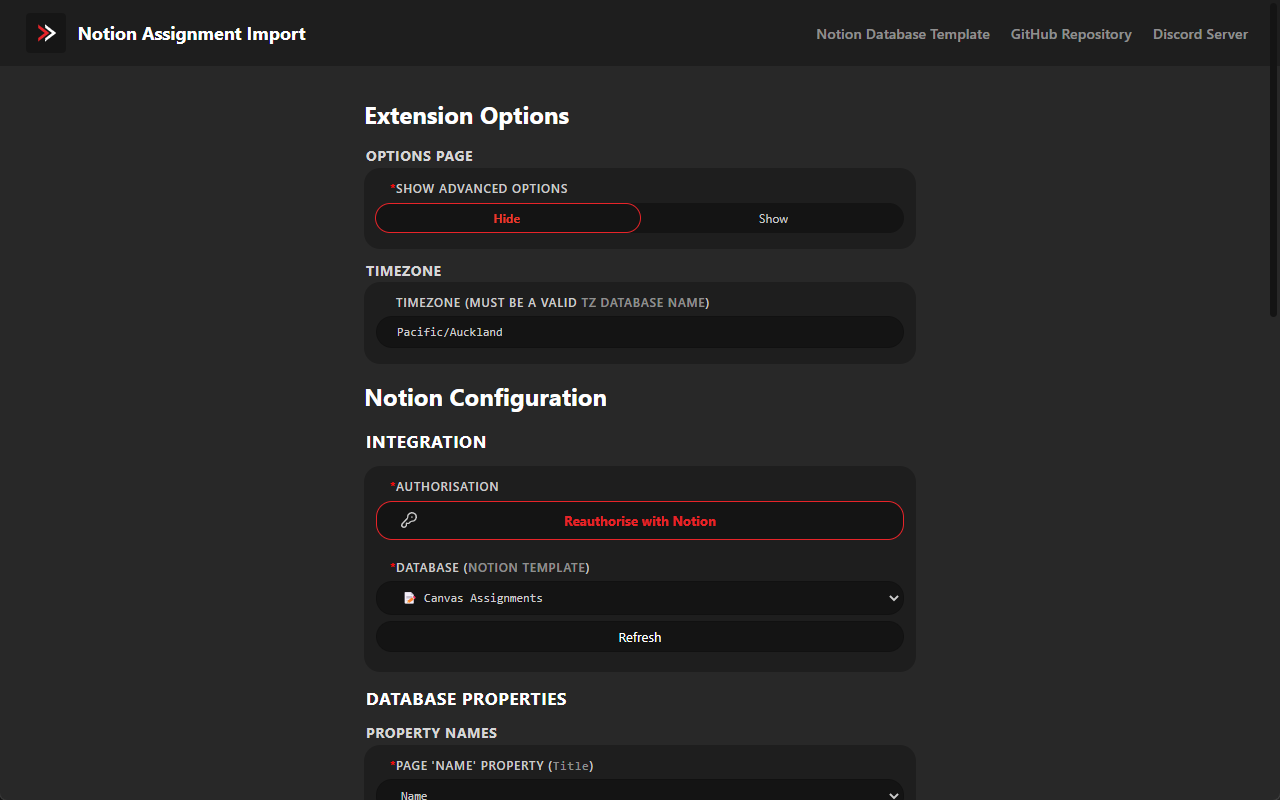 Notion Assignment Import
Notion Database Template GitHub Repository Discord Server
Extension Options
OPTIONS PAGE
*SHOW ADVANCED OPTIONS
Hide Show
TIMEZONE
TIMEZONE (MUST BE A VALID TZ DATABASE NAME)
Pacific/Auckland
Notion Configuration
INTEGRATION
*AUTHORISATION
Reauthorise with Notion
*DATABASE (NOTION TEMPLATE)
Canvas Assignments
Refresh
DATABASE PROPERTIES
PROPERTY NAMES
*PAGE 'NAME' PROPERTY (Title)
Name